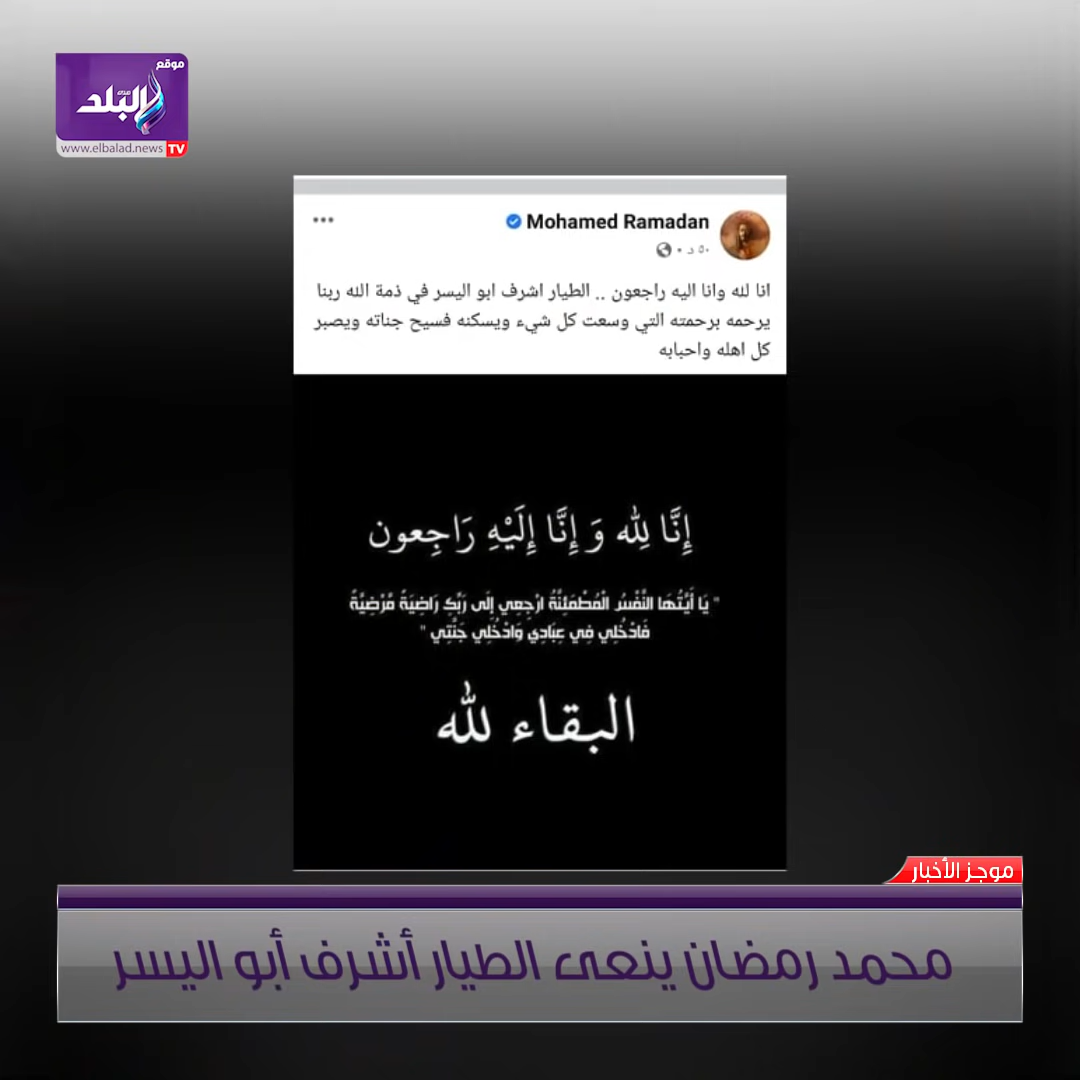 موقع
صدى
البلد
www.elbalad.news TV
Mohamed Ramadan
٥٠ د
انا لله وانا اليه راجعون .. الطيار اشرف ابو اليسر في ذمة الله ربنا
يرحمه برحمته التي وسعت كل شيء ويسكنه فسيح جناته ويصبر
كل اهله واحبابه
إِنَّا لِلّٰه وَ إِنَّا إِلَيْهِ رَاجِعون
" يَا أَيَّتُهَا النَّفْسُ الْمُطْمَئِنَّةُ ارْجِعِي إِلَى رَبِّكِ رَاضِيَةً مَّرْضِيَّةً
فَادْخُلِي فِي عِبَادِي وَادْخُلِي جَنَّتِي "
البقاء لله
موجز الأخبار
محمد رمضان ينعى الطيار أشرف أبو اليسر